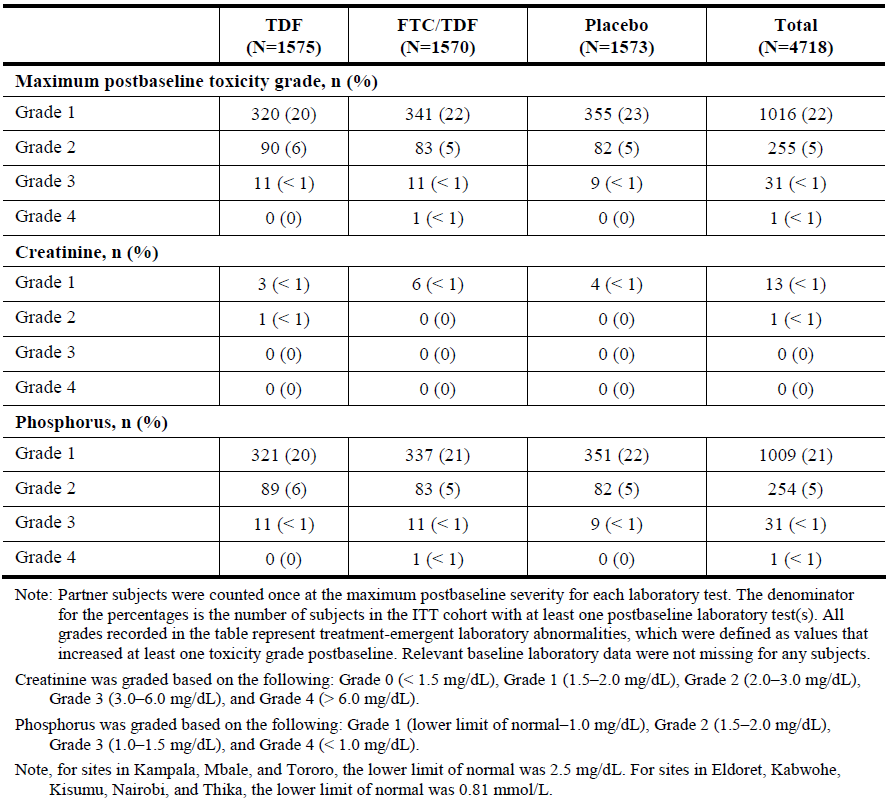 TDF FTC/TDF Placebo Total
(N=1575) (N=1570) (N=1573) (N=4718)
Maximum postbaseline toxicity grade, n (%)
Grade 1 320 (20) 341 (22) 355 (23) 1016 (22)
Grade 2 90 (6) 83 (5) 82 (5) 255 (5)
Grade 3 11 (< 1) 11 (< 1) 9 (< 1) 31 (< 1)
Grade 4 0 (0) 1 (< 1) 0 (0) 1 (< 1)
Creatinine, n (%)
Grade 1 3 (< 1) 6 (< 1) 4 (< 1) 13 (< 1)
Grade 2 1 (< 1) 0 (0) 0 (0) 1 (< 1)
Grade 3 0 (0) 0 (0) 0 (0) 0 (0)
Grade 4 0 (0) 0 (0) 0 (0) 0 (0)
Phosphorus, n (%)
Grade 1 321 (20) 337 (21) 351 (22) 1009 (21)
Grade 2 89 (6) 83 (5) 82 (5) 254 (5)
Grade 3 11 (< 1) 11 (< 1) 9 (< 1) 31 (< 1)
Grade 4 0 (0) 1 (< 1) 0 (0) 1 (< 1)
Note: Partner subjects were counted once at the maximum postbaseline severity for each laboratory test. The denominator
for the percentages is the number of subjects in the ITT cohort with at least one postbaseline laboratory test(s). All
grades recorded in the table represent treatment-emergent laboratory abnormalities, which were defined as values that
increased at least one toxicity grade postbaseline. Relevant baseline laboratory data were not missing for any subjects.
Creatinine was graded based on the following: Grade 0 (< 1.5 mg/dL), Grade 1 (1.5–2.0 mg/dL), Grade 2 (2.0–3.0 mg/dL),
Grade 3 (3.0–6.0 mg/dL), and Grade 4 (> 6.0 mg/dL).
Phosphorus was graded based on the following: Grade 1 (lower limit of normal–1.0 mg/dL), Grade 2 (1.5–2.0 mg/dL),
Grade 3 (1.0–1.5 mg/dL), and Grade 4 (< 1.0 mg/dL).
Note, for sites in Kampala, Mbale, and Tororo, the lower limit of normal was 2.5 mg/dL. For sites in Eldoret, Kabwohe,
Kisumu, Nairobi, and Thika, the lower limit of normal was 0.81 mmol/L.